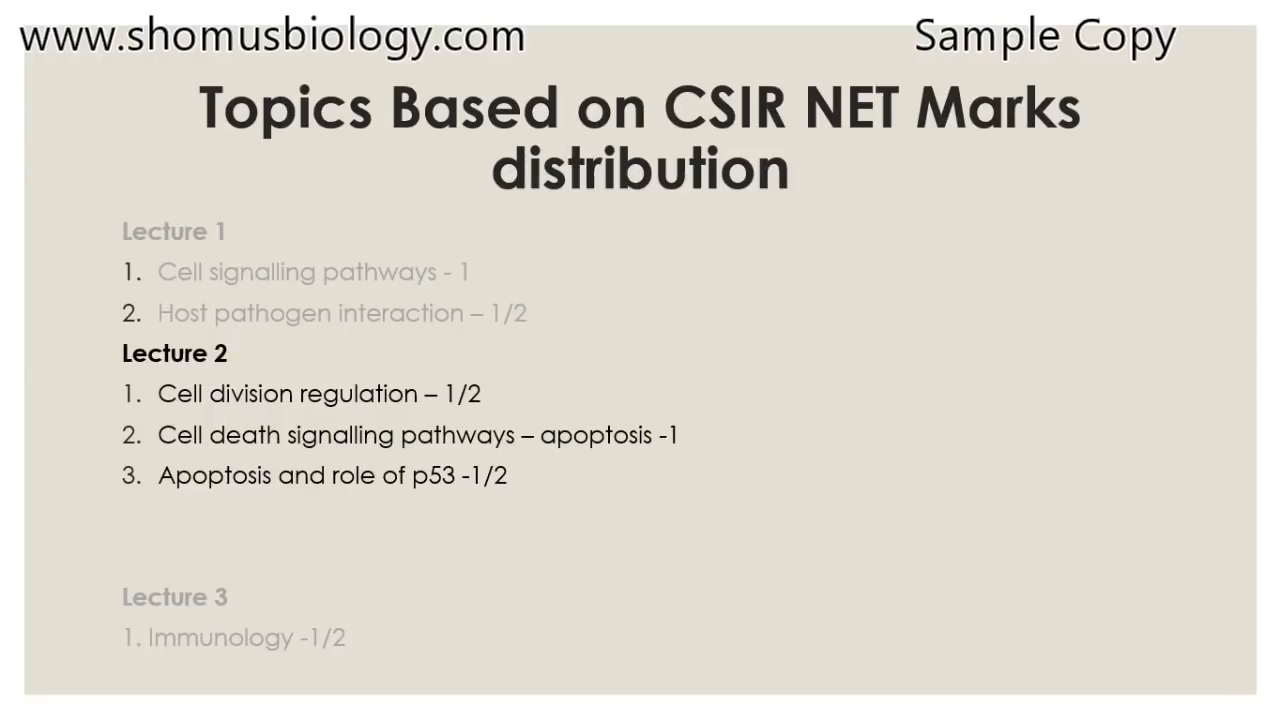 www.shomusbiology.com
Sample Copy
Topics Based on CSIR NET Marks
distribution
Lecture 1
1. Cell signalling pathways - 1
2. Host pathogen interaction – 1/2
Lecture 2
1. Cell division regulation – 1/2
2. Cell death signalling pathways – apoptosis -1
3. Apoptosis and role of p53 -1/2
Lecture 3
1. Immunology -1/2